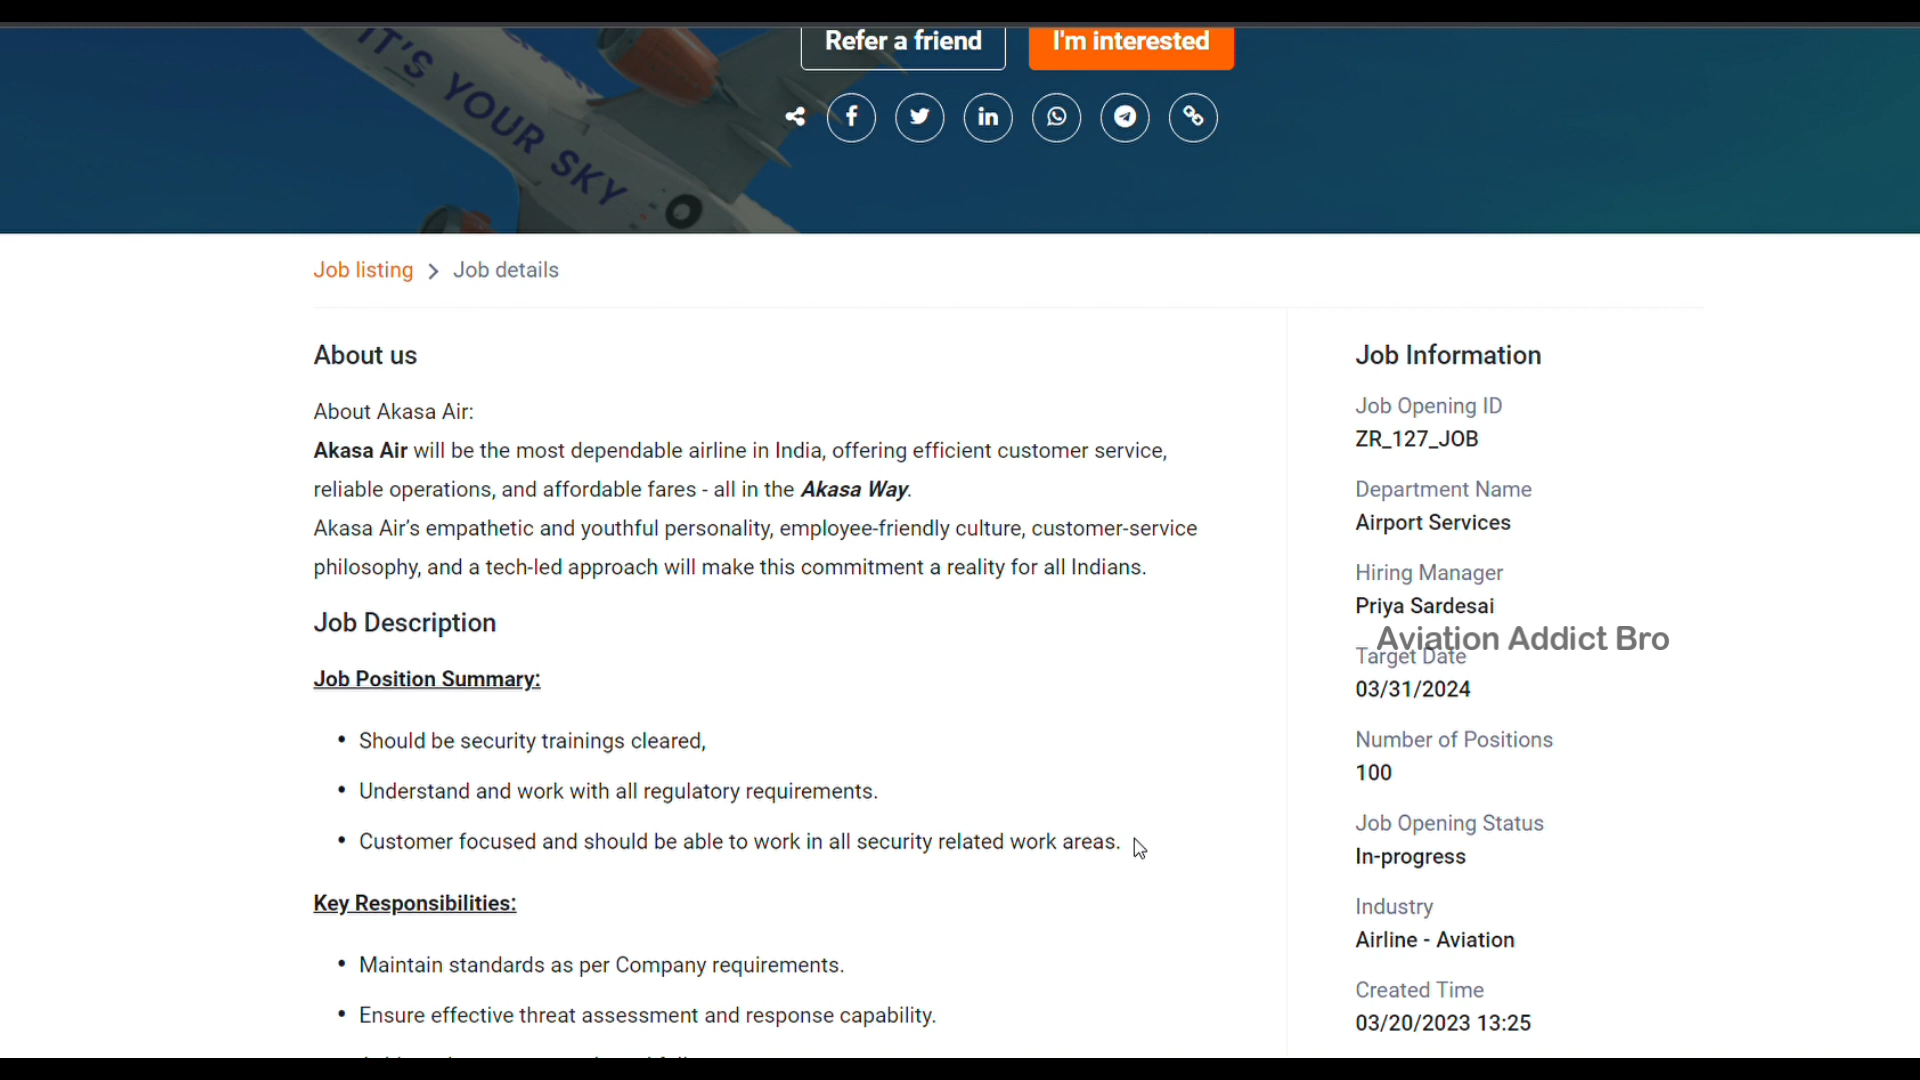 Refer a friend
I'm interested
IT'S YOUR SKY
Job listing > Job details
About us
About Akasa Air:
Akasa Air will be the most dependable airline in India, offering efficient customer service,
reliable operations, and affordable fares - all in the Akasa Way.
Akasa Air’s empathetic and youthful personality, employee-friendly culture, customer-service
philosophy, and a tech-led approach will make this commitment a reality for all Indians.
Job Description
Job Position Summary:
• Should be security trainings cleared,
• Understand and work with all regulatory requirements.
• Customer focused and should be able to work in all security related work areas.
Key Responsibilities:
• Maintain standards as per Company requirements.
• Ensure effective threat assessment and response capability.
Job Information
Job Opening ID
ZR_127_JOB
Department Name
Airport Services
Hiring Manager
Priya Sardesai
Aviation Addict Bro
Target Date
03/31/2024
Number of Positions
100
Job Opening Status
In-progress
Industry
Airline - Aviation
Created Time
03/20/2023 13:25